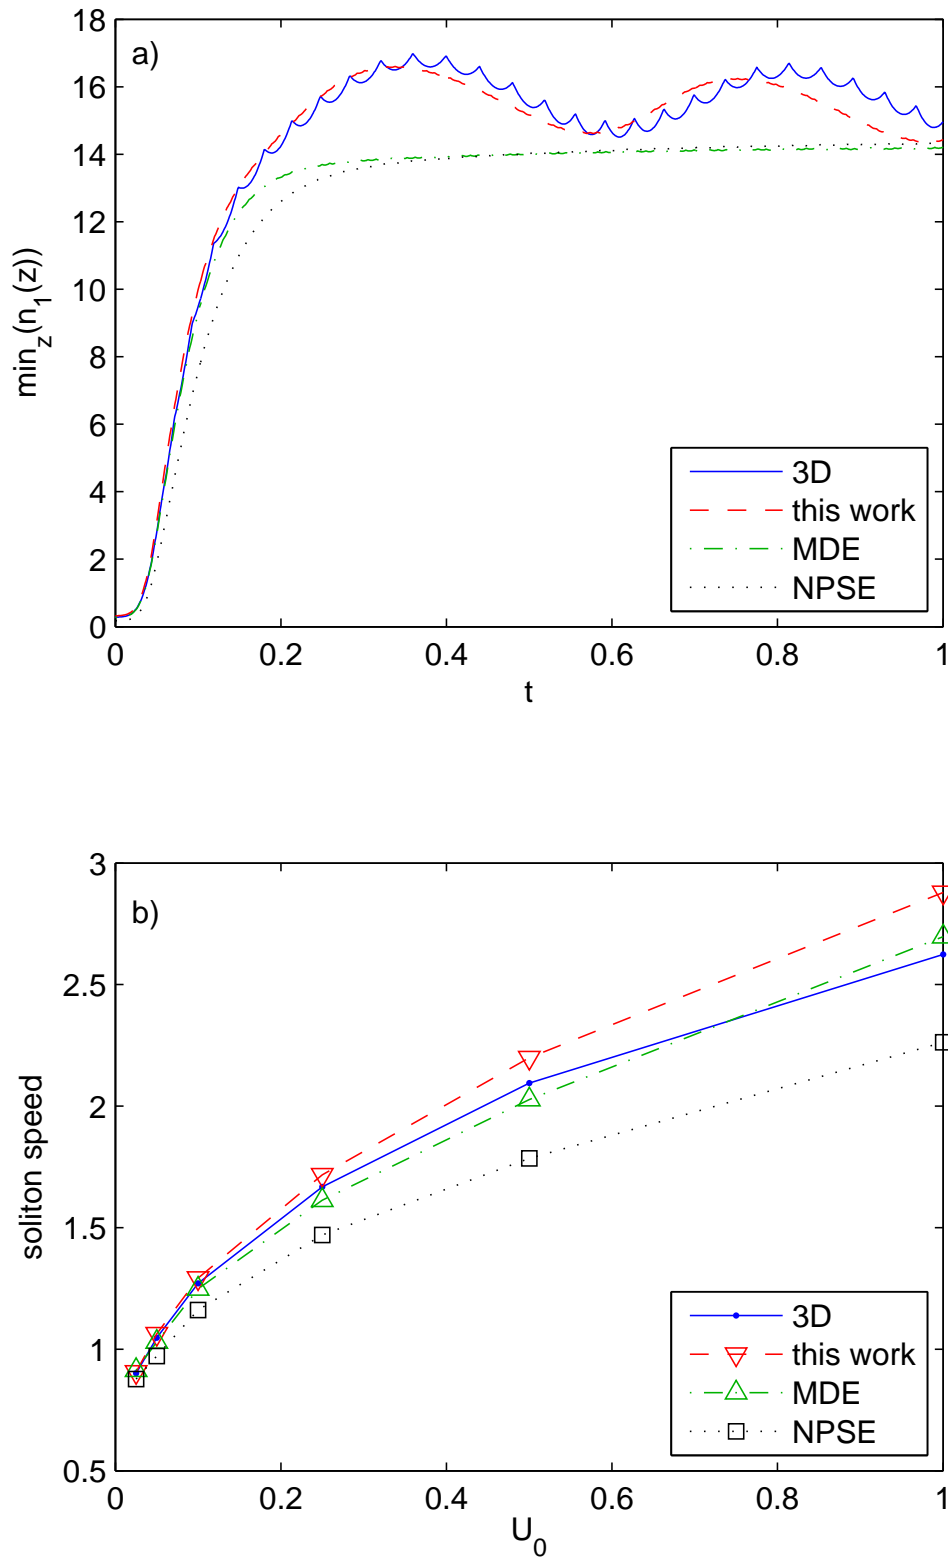 a)
18
16
14
12
10
8
6
4
2
0
min_z(n_1(z))
3D
this work
MDE
NPSE
0 0.2 0.4 0.6 0.8 1
t
b)
3
2.5
2
1.5
1
0.5
soliton speed
3D
this work
MDE
NPSE
0 0.2 0.4 0.6 0.8 1
U_0